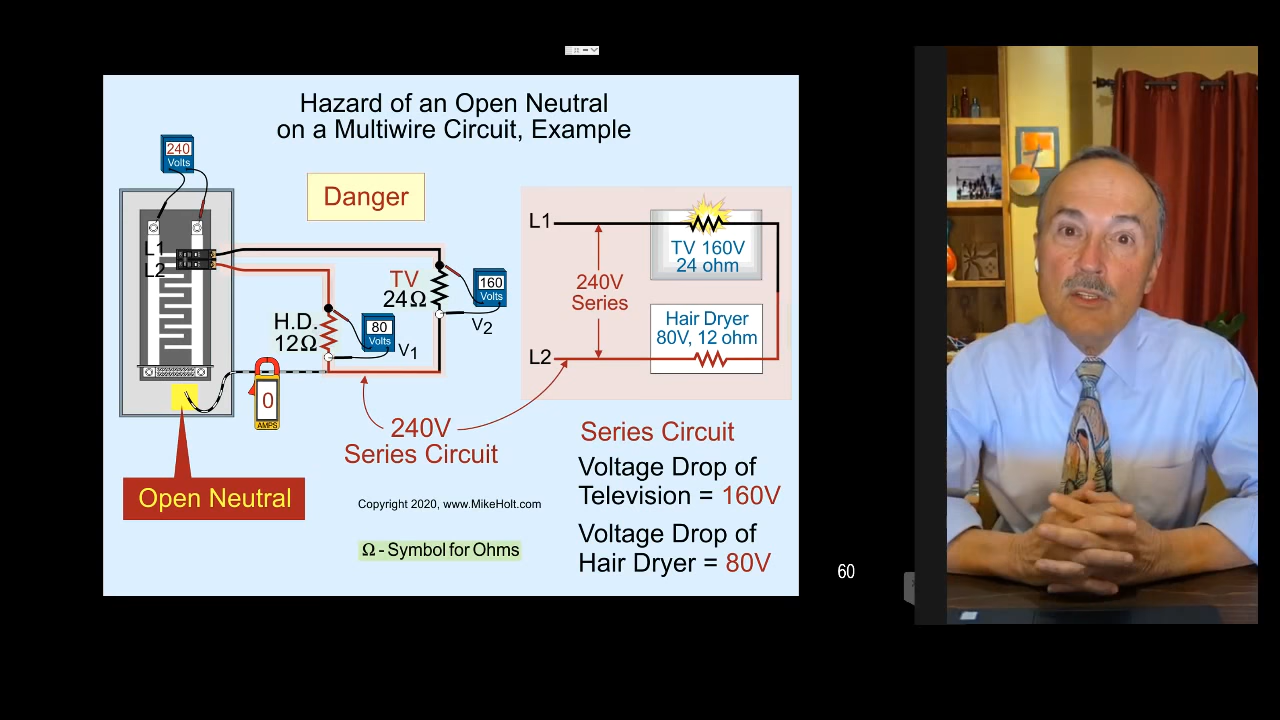 Hazard of an Open Neutral
on a Multiwire Circuit, Example
240
Volts
Danger
L1
L2
TV
24Ω
160
Volts
V2
H.D.
12Ω
80
Volts
V1
0
AMPS
240V
Series Circuit
Open Neutral
Copyright 2020, www.MikeHolt.com
Ω - Symbol for Ohms
L1
TV 160V
24 ohm
240V
Series
Hair Dryer
80V, 12 ohm
L2
Series Circuit
Voltage Drop of
Television = 160V
Voltage Drop of
Hair Dryer = 80V
60